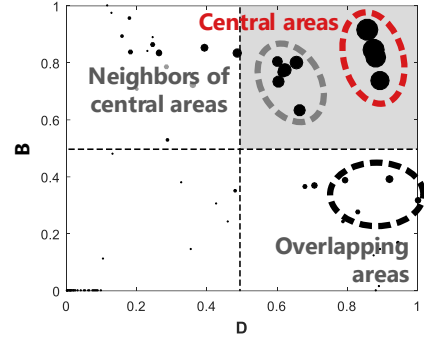 1
Central areas
0.8
Neighbors of
central areas
0.6
B
0.4
0.2
Overlapping
areas
0
0
0.2
0.4
0.6
0.8
1
D